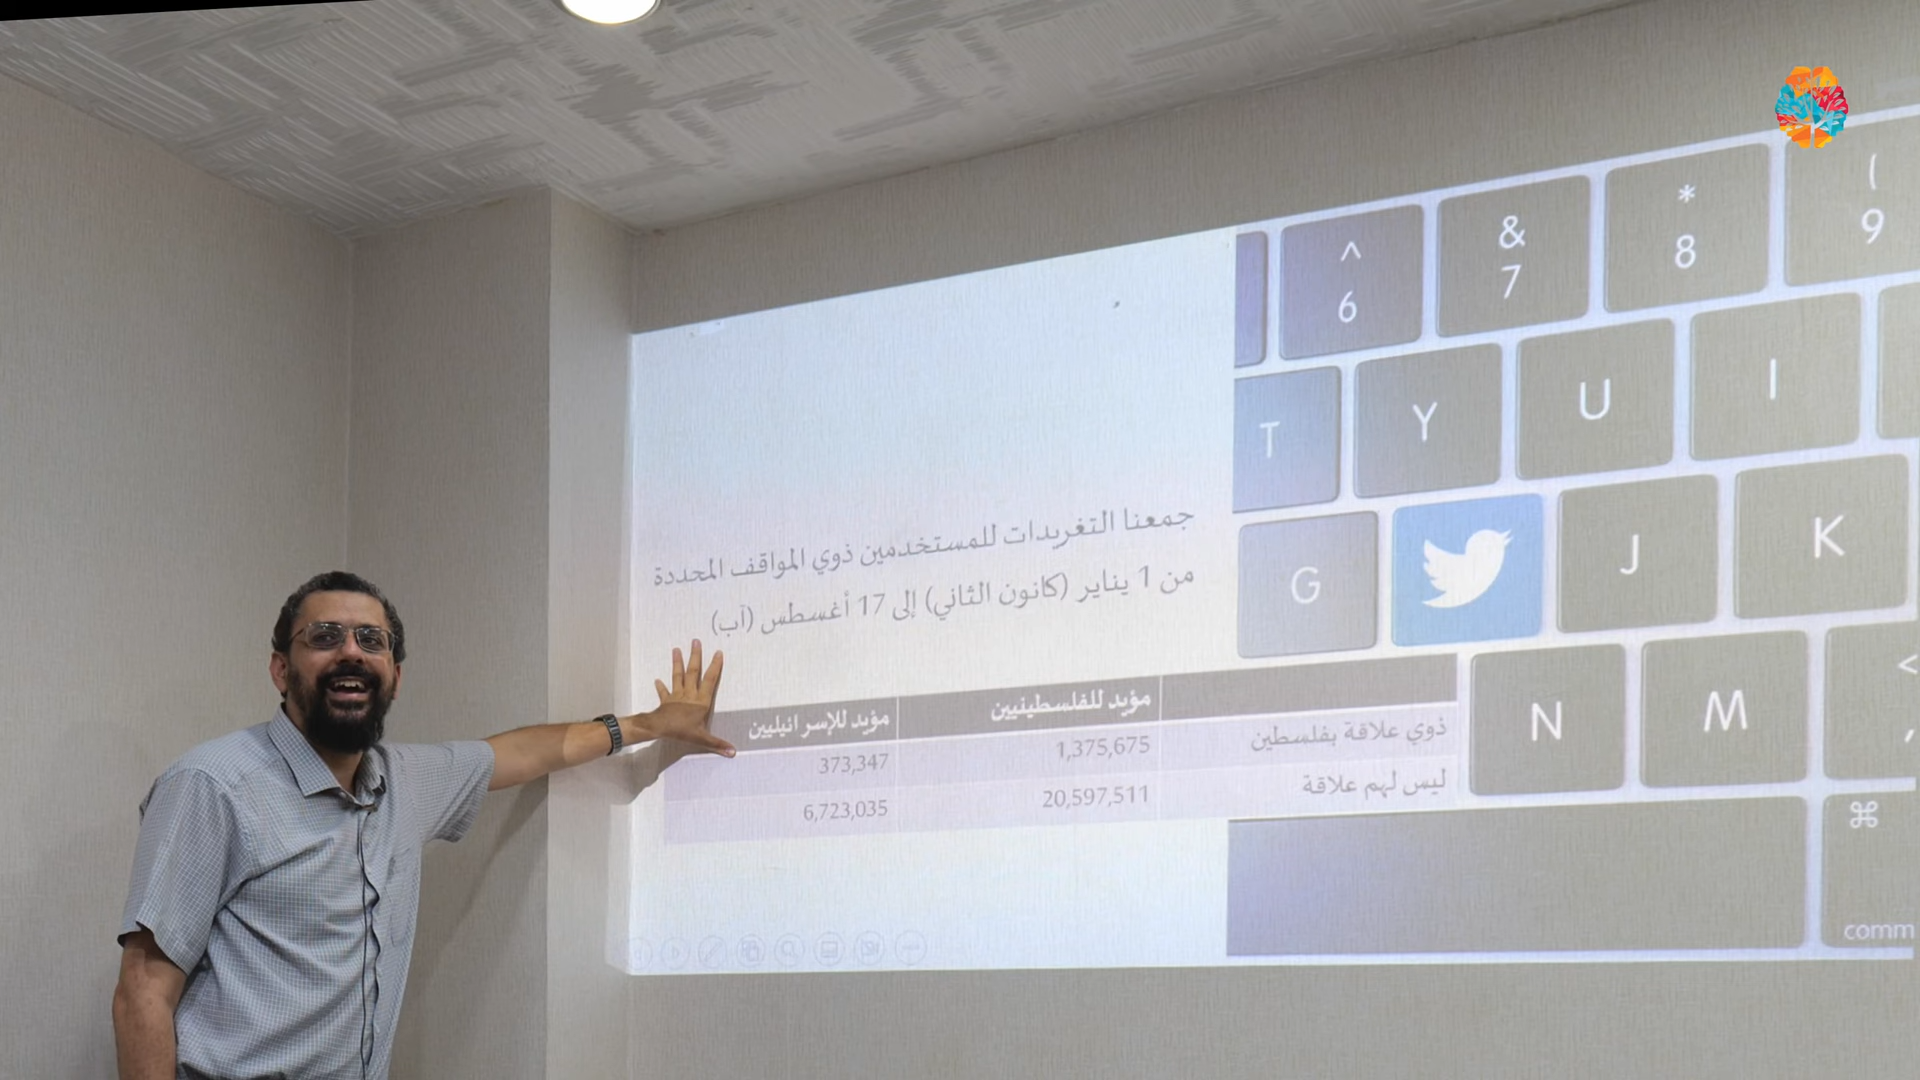 جمعنا التغريدات للمستخدمين ذوي المواقف المحددة
من 1 يناير (كانون الثاني) إلى 17 أغسطس (آب)
مؤيد للفلسطينيين مؤيد للإسرائيليين
ذوي علاقة بفلسطين 1,375,675 373,347
ليس لهم علاقة 20,597,511 6,723,035
^ & * (
6 7 8 9
T Y U I
G J K
N M <
,
⌘
comm